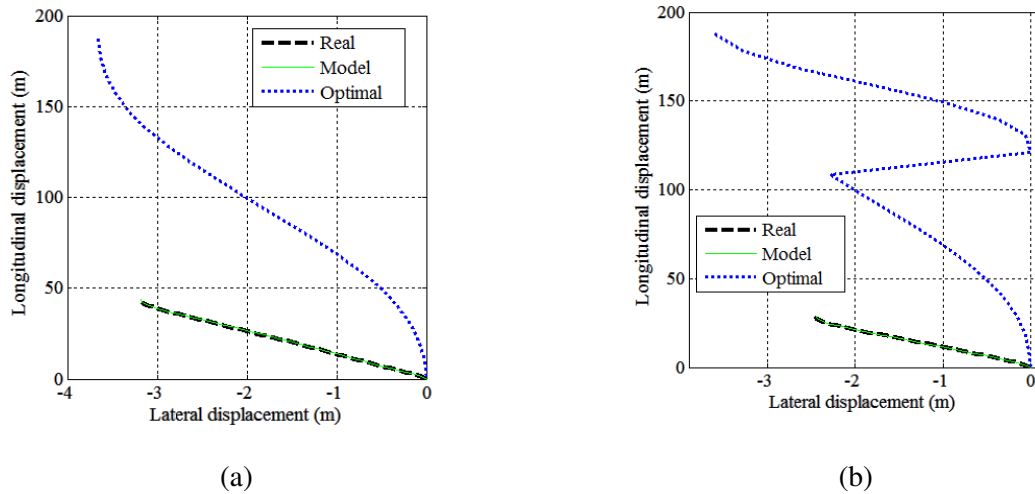 200
150
100
50
0
Longitudinal displacement (m)
-4
-3
-2
-1
0
Lateral displacement (m)
Real
Model
Optimal
(a)
200
150
100
50
0
Longitudinal displacement (m)
-3
-2
-1
0
Lateral displacement (m)
Real
Model
Optimal
(b)